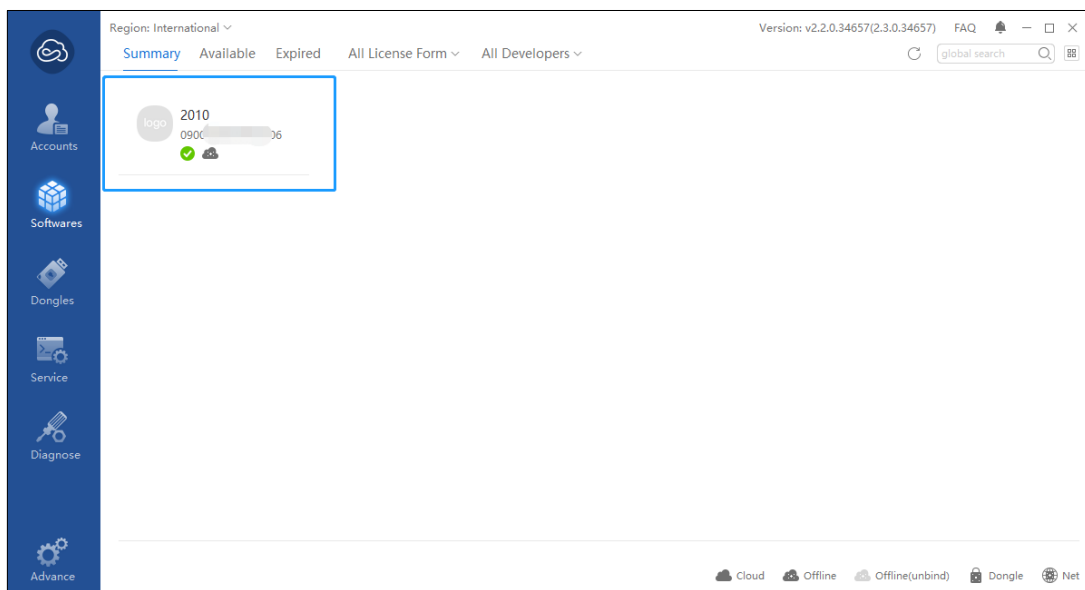 Region: International
Version: v2.2.0.34657(2.3.0.34657) FAQ
Summary Available Expired All License Form All Developers
global search
logo
2010
0900 06
Accounts
Softwares
Dongles
Service
Diagnose
Advance
Cloud Offline Offline(unbind) Dongle Net